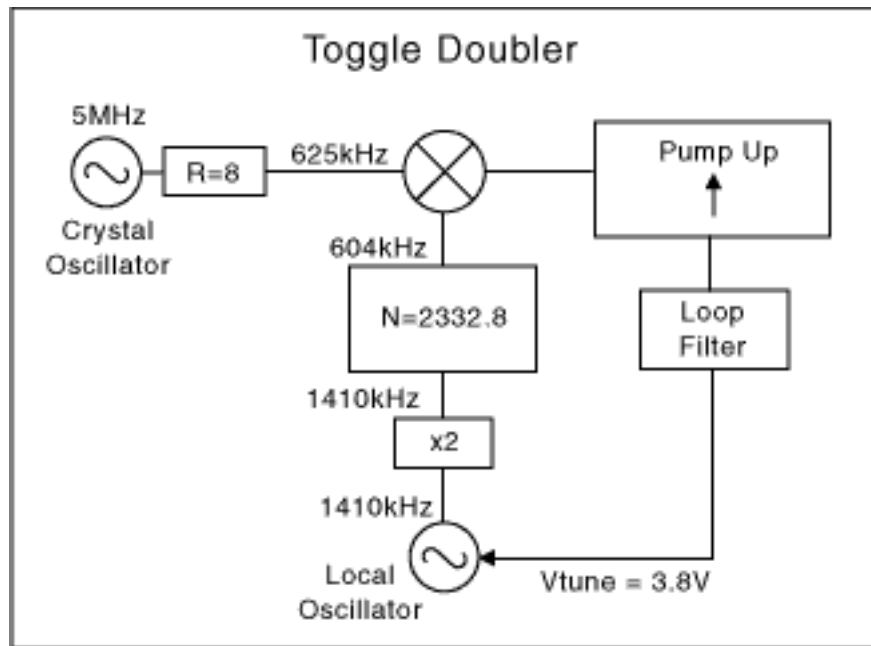 Toggle Doubler
5MHz
R=8
625kHz
Pump Up
Crystal
Oscillator
604kHz
N=2332.8
Loop
Filter
1410kHz
x2
1410kHz
Local
Oscillator
Vtune = 3.8V